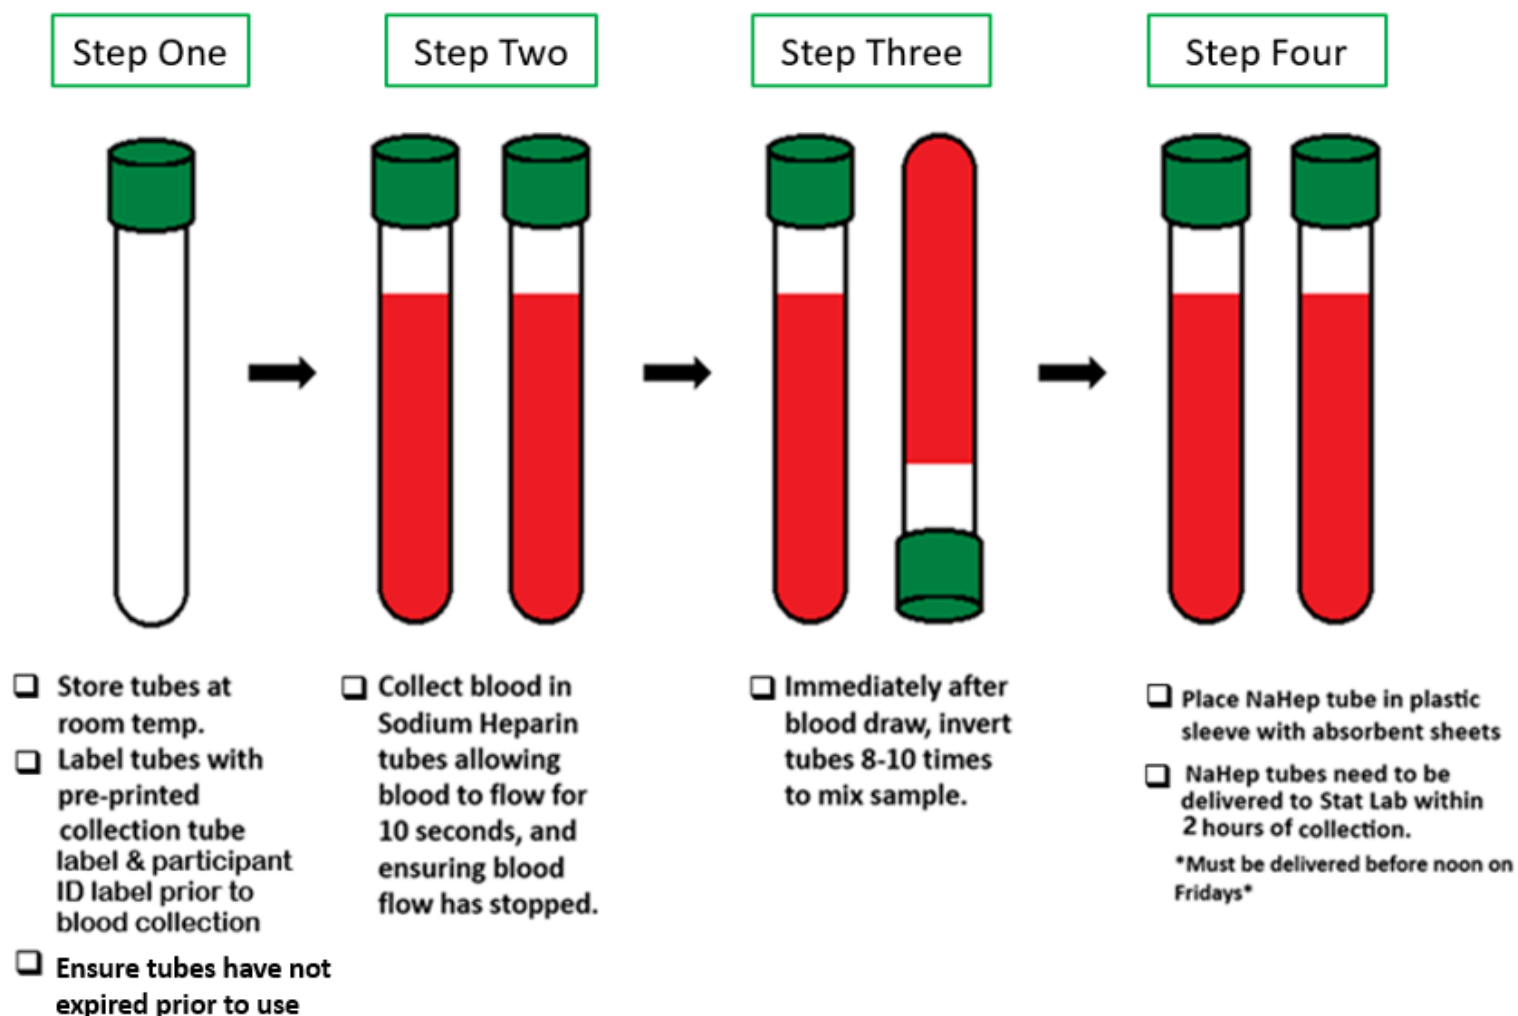 Step One
Step Two
Step Three
Step Four
Store tubes at
room temp.
Label tubes with
pre-printed
collection tube
label & participant
ID label prior to
blood collection
Ensure tubes have not
expired prior to use
Collect blood in
Sodium Heparin
tubes allowing
blood to flow for
10 seconds, and
ensuring blood
flow has stopped.
Immediately after
blood draw, invert
tubes 8-10 times
to mix sample.
Place NaHep tube in plastic
sleeve with absorbent sheets
NaHep tubes need to be
delivered to Stat Lab within
2 hours of collection.
*Must be delivered before noon on
Fridays*